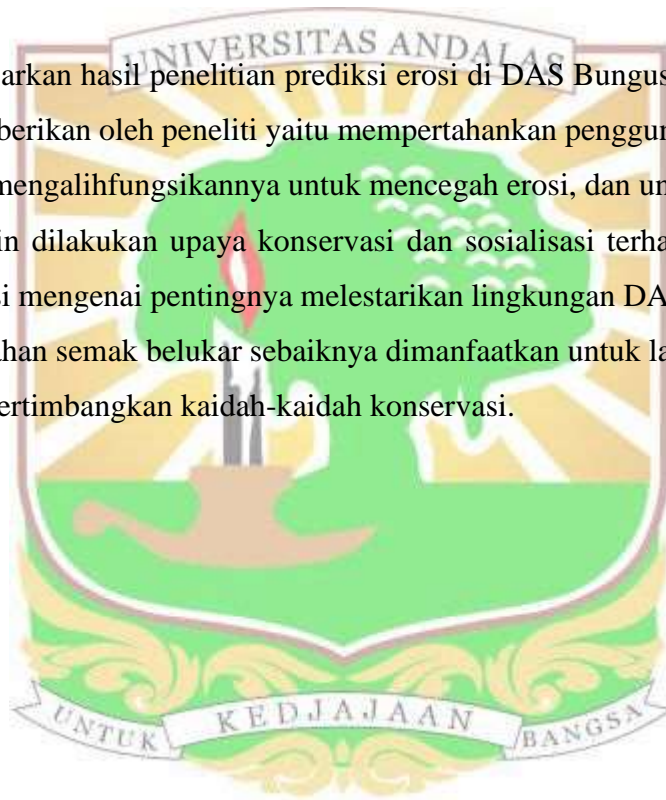 UNIVERSITAS ANDALAS
arkan hasil penelitian prediksi erosi di DAS Bungus
berikan oleh peneliti yaitu mempertahankan penggun
mengalihfungsikannya untuk mencegah erosi, dan un
in dilakukan upaya konservasi dan sosialisasi terha
si mengenai pentingnya melestarikan lingkungan DA
ahan semak belukar sebaiknya dimanfaatkan untuk la
ertimbangkan kaidah-kaidah konservasi.
UNTUK KEDJAJAAN BANGSA